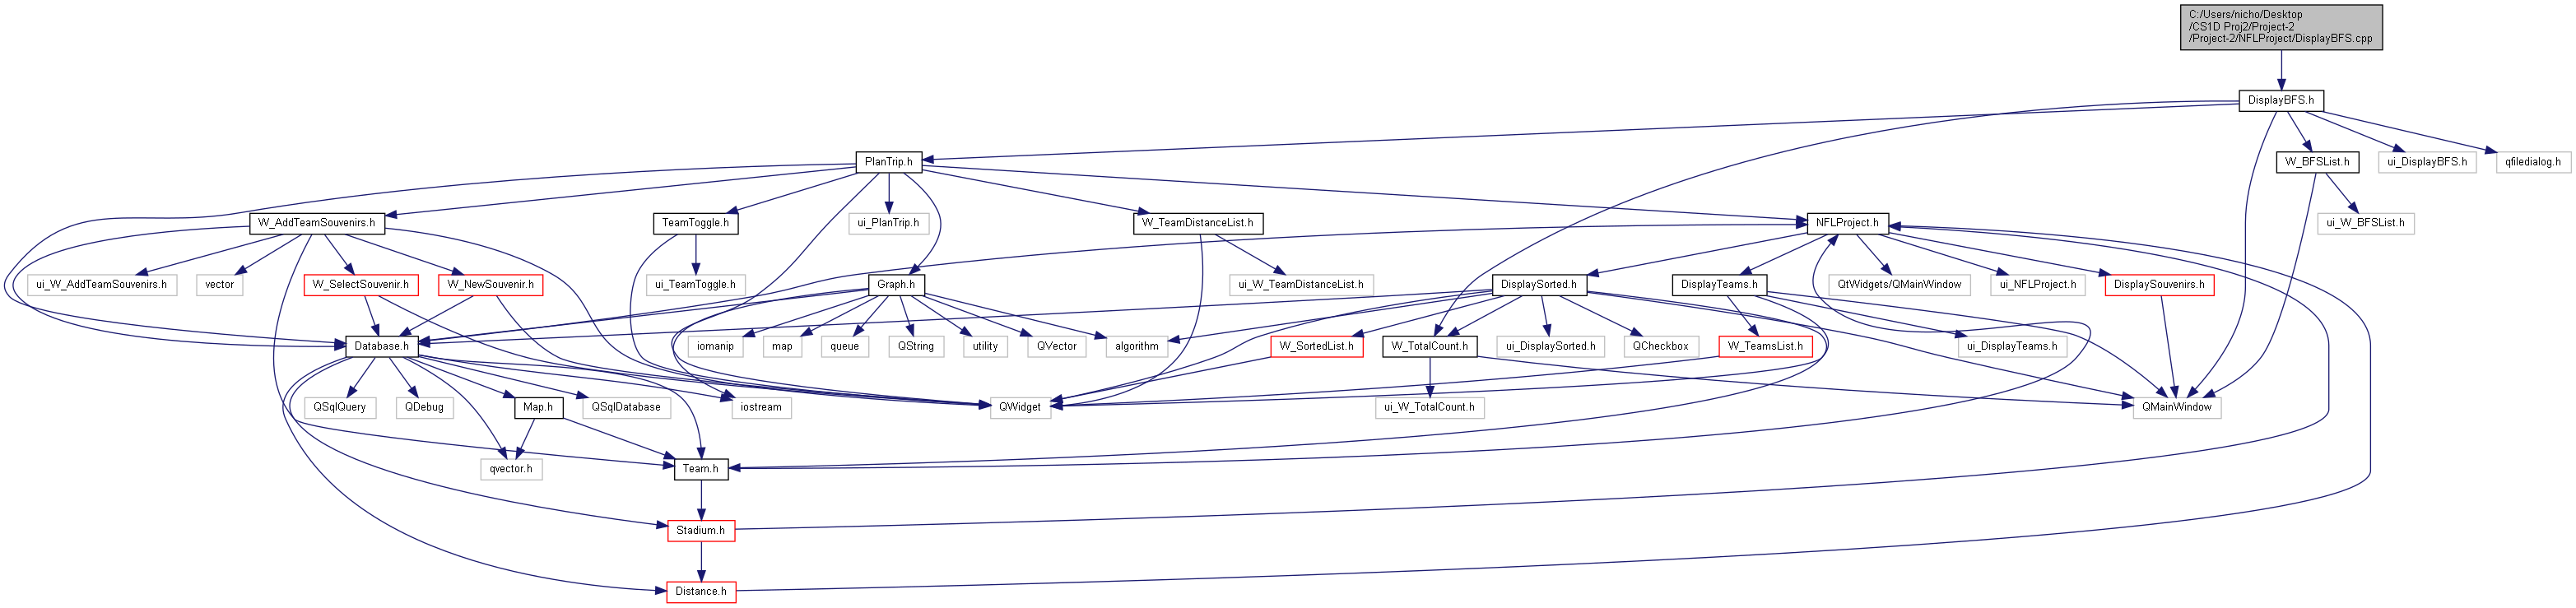 C:/Users/nicho/Desktop
/CS1D Proj2/Project-2
/Project-2/NFLProject/DisplayBFS.cpp
DisplayBFS.h
PlanTrip.h
W_BFSList.h
ui_DisplayBFS.h
qfiledialog.h
W_AddTeamSouvenirs.h
TeamToggle.h
ui_PlanTrip.h
W_TeamDistanceList.h
NFLProject.h
ui_W_BFSList.h
ui_W_AddTeamSouvenirs.h
vector
W_SelectSouvenir.h
W_NewSouvenir.h
ui_TeamToggle.h
Graph.h
ui_W_TeamDistanceList.h
DisplaySorted.h
DisplayTeams.h
QtWidgets/QMainWindow
ui_NFLProject.h
DisplaySouvenirs.h
Database.h
iomanip
map
queue
QString
utility
QVector
algorithm
W_SortedList.h
W_TotalCount.h
ui_DisplaySorted.h
QCheckbox
W_TeamsList.h
ui_DisplayTeams.h
QSqlQuery
QDebug
Map.h
QSqlDatabase
iostream
QWidget
ui_W_TotalCount.h
QMainWindow
qvector.h
Team.h
Stadium.h
Distance.h